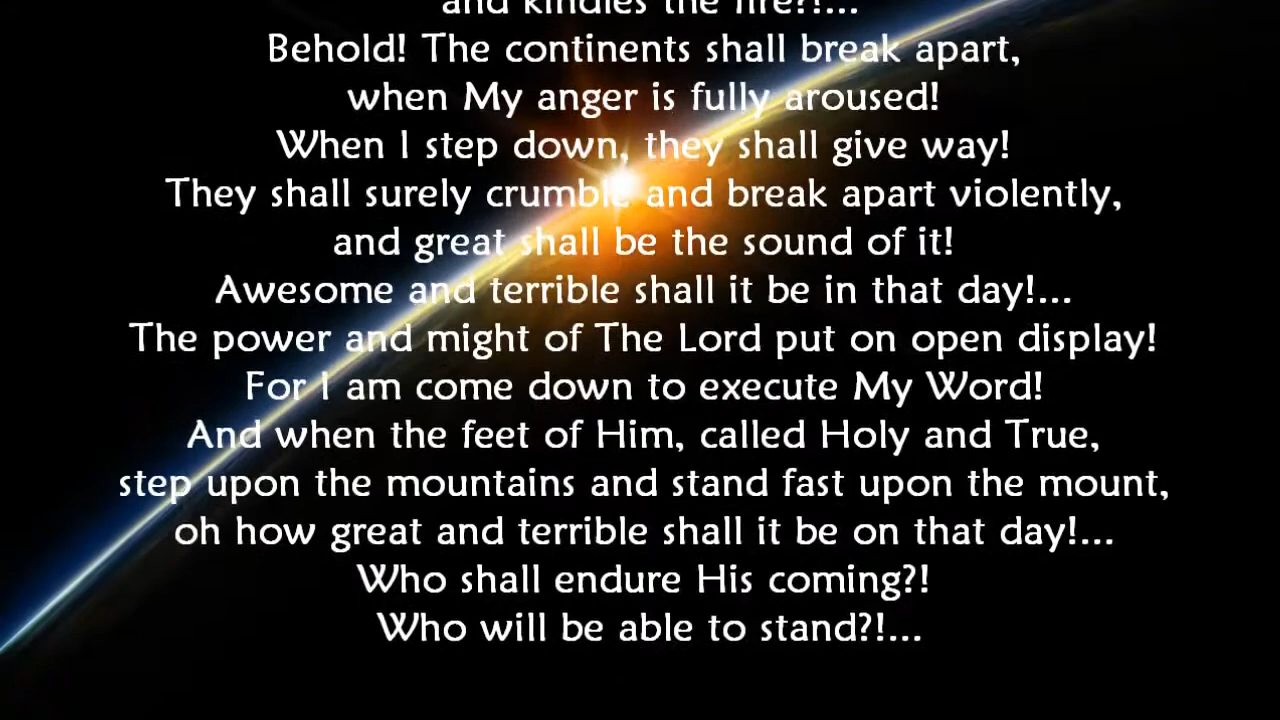 and kindles the fire?!...
Behold! The continents shall break apart,
when My anger is fully aroused!
When I step down, they shall give way!
They shall surely crumble and break apart violently,
and great shall be the sound of it!
Awesome and terrible shall it be in that day!...
The power and might of The Lord put on open display!
For I am come down to execute My Word!
And when the feet of Him, called Holy and True,
step upon the mountains and stand fast upon the mount,
oh how great and terrible shall it be on that day!...
Who shall endure His coming?!
Who will be able to stand?!...